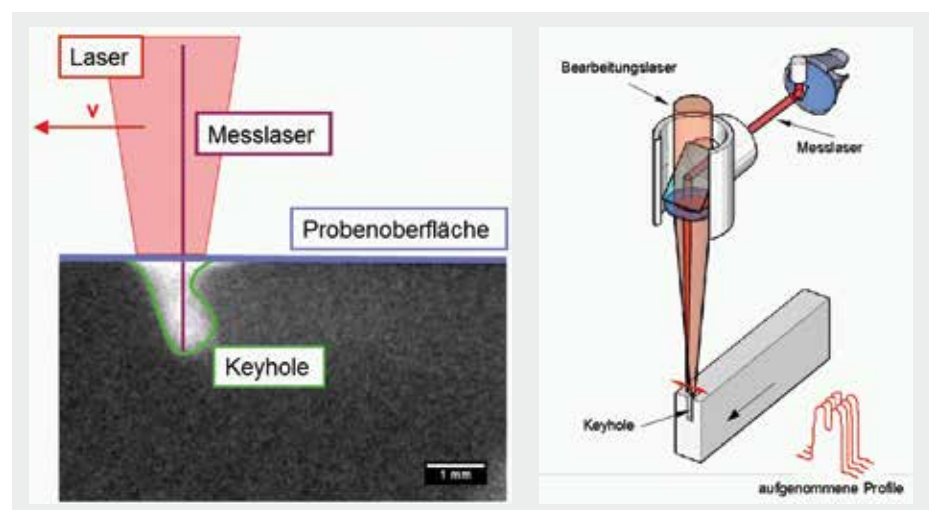 Laser
v
Messlaser
Probenoberfläche
Keyhole
1 mm
Bearbeitungslaser
Messlaser
Keyhole
aufgenommene Profile